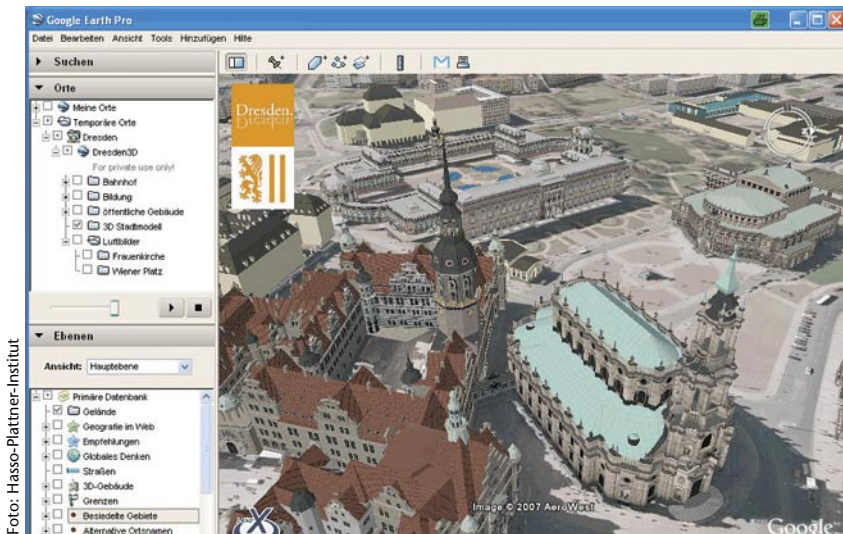 Google Earth Pro
Datei Bearbeiten Ansicht Tools Hinzufügen Hilfe
Suchen
Orte
Meine Orte
Temporäre Orte
Dresden
Dresden3D
For private use only!
Bahnhof
Bildung
öffentliche Gebäude
3D Stadtmodell
Luftbilder
Frauenkirche
Wiener Platz
Ebenen
Ansicht: Hauptebene
Primäre Datenbank
Gelände
Geografie im Web
Empfehlungen
Globales Denken
Straßen
3D-Gebäude
Grenzen
Besiedelte Gebiete
Alternative Ortsnamen
Dresden.
Dresden.
Image © 2007 AeroWest
Google
Foto: Hasso-Plattner-Institut